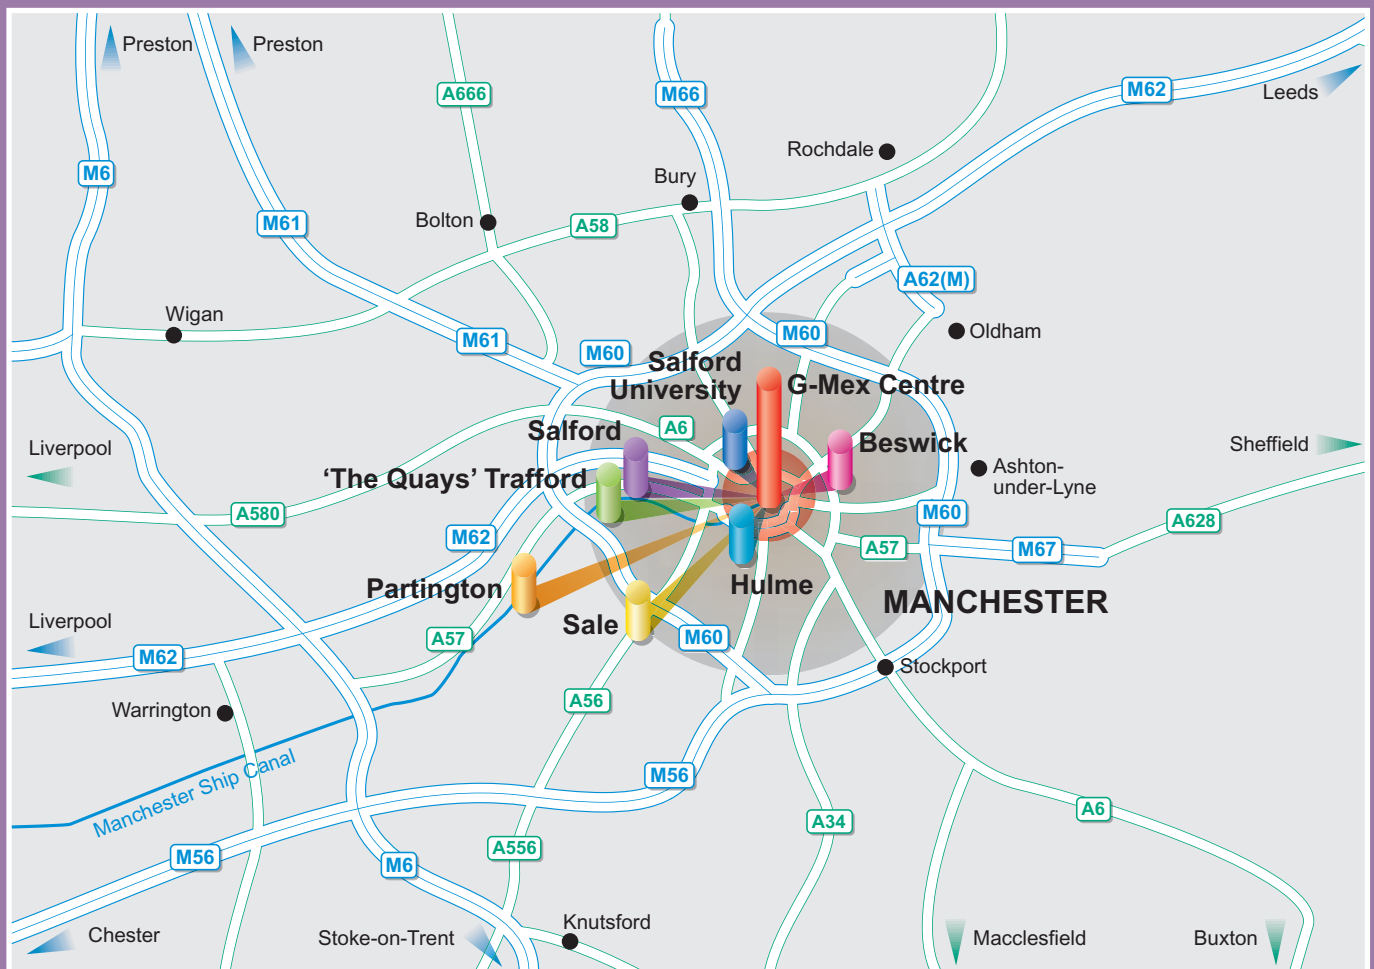 Preston
Preston
A666
M66
M62
Leeds
Rochdale
M6
Bury
M61
Bolton
A58
A62(M)
Wigan
M61
M60
M60
Oldham
Salford
University
G-Mex Centre
A6
Salford
Beswick
Liverpool
Sheffield
‘The Quays’ Trafford
Ashton-
under-Lyne
A580
M60
A628
M62
A57
M67
Partington
Hulme
MANCHESTER
Liverpool
Sale
A57
M60
M62
Stockport
Warrington
A56
Manchester Ship Canal
M56
A6
A34
A556
M56
M6
Knutsford
Chester
Stoke-on-Trent
Macclesfield
Buxton